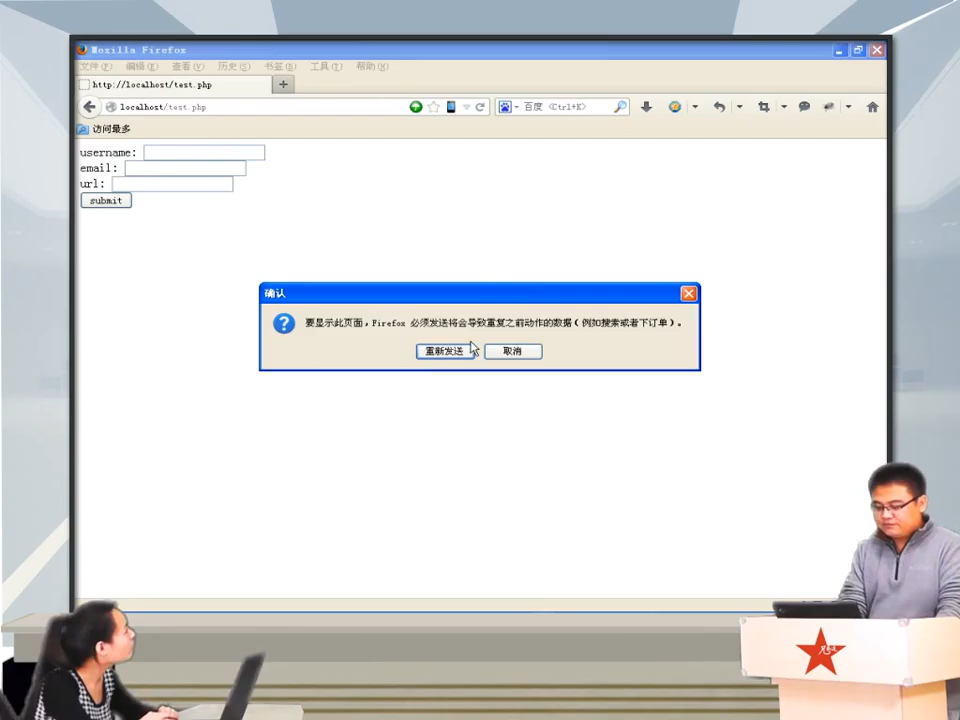 Mozilla Firefox
文件(F) 编辑(E) 查看(V) 历史(S) 书签(B) 工具(T) 帮助(H)
http://localhost/test.php
localhost/test.php
百度 <Ctrl+K>
访问最多
username:
email:
url:
submit
确认
要显示此页面,Firefox 必须发送将会导致重复之前动作的数据(例如搜索或者下订单)。
重新发送 取消